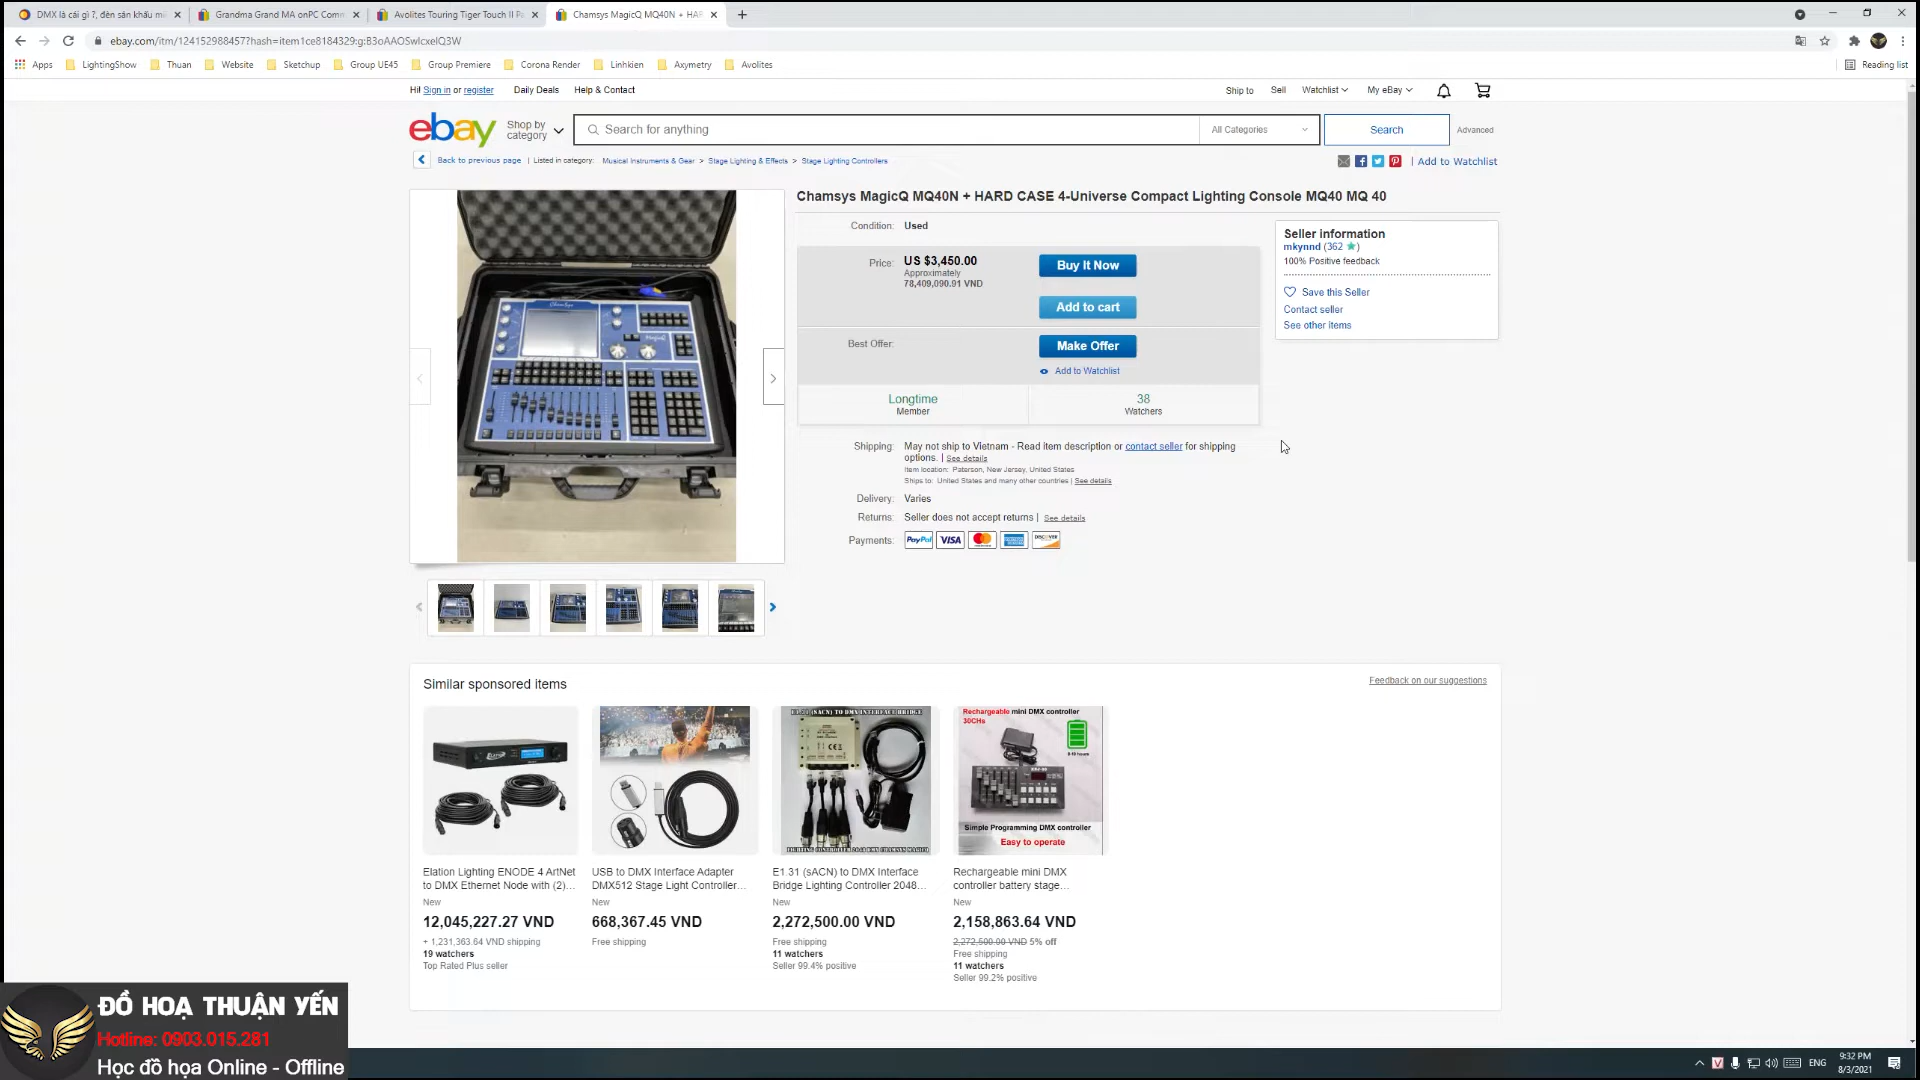 DMX là cái gì ?, đèn sân khấu mi
Grandma Grand MA onPC Comm
Avolites Touring Tiger Touch II Pa
Chamsys MagicQ MQ40N + HAR
ebay.com/itm/124152988457?hash=item1ce8184329:g:B3oAAOSwlcxelQ3W
Apps LightingShow Thuan Website Sketchup Group UE45 Group Premiere Corona Render Linhkien Axymetry Avolites Reading list
Hi! Sign in or register Daily Deals Help & Contact Ship to Sell Watchlist My eBay
ebay Shop by category Search for anything All Categories Search Advanced
Back to previous page | Listed in category: Musical Instruments & Gear > Stage Lighting & Effects > Stage Lighting Controllers | Add to Watchlist
Chamsys MagicQ MQ40N + HARD CASE 4-Universe Compact Lighting Console MQ40 MQ 40
Condition: Used
Price: US $3,450.00
Approximately
78,409,090.91 VND
Buy It Now
Add to cart
Best Offer:
Make Offer
Add to Watchlist
Longtime
Member
38
Watchers
Seller information
mkynnd (362 )
100% Positive feedback
Save this Seller
Contact seller
See other items
Shipping: May not ship to Vietnam - Read item description or contact seller for shipping
options. | See details
Item location: Paterson, New Jersey, United States
Ships to: United States and many other countries | See details
Delivery: Varies
Returns: Seller does not accept returns | See details
Payments: PayPal VISA DISCOVER
Similar sponsored items
Feedback on our suggestions
E1.31 (SACN) TO DMX INTERFACE BRIDGE
Rechargeable mini DMX controller
30CHs
Simple Programming DMX controller
Easy to operate
Elation Lighting ENODE 4 ArtNet
to DMX Ethernet Node with (2)...
New
12,045,227.27 VND
+ 1,231,363.64 VND shipping
19 watchers
Top Rated Plus seller
USB to DMX Interface Adapter
DMX512 Stage Light Controller...
New
668,367.45 VND
Free shipping
E1.31 (sACN) to DMX Interface
Bridge Lighting Controller 2048...
New
2,272,500.00 VND
Free shipping
11 watchers
Seller 99.4% positive
Rechargeable mini DMX
controller battery stage...
New
2,158,863.64 VND
2,272,500.00 VND 5% off
Free shipping
11 watchers
Seller 99.2% positive
ĐỒ HOẠ THUẬN YẾN
Hotline: 0903.015.281
Học đồ họa Online - Offline
ENG
9:32 PM
8/3/2021